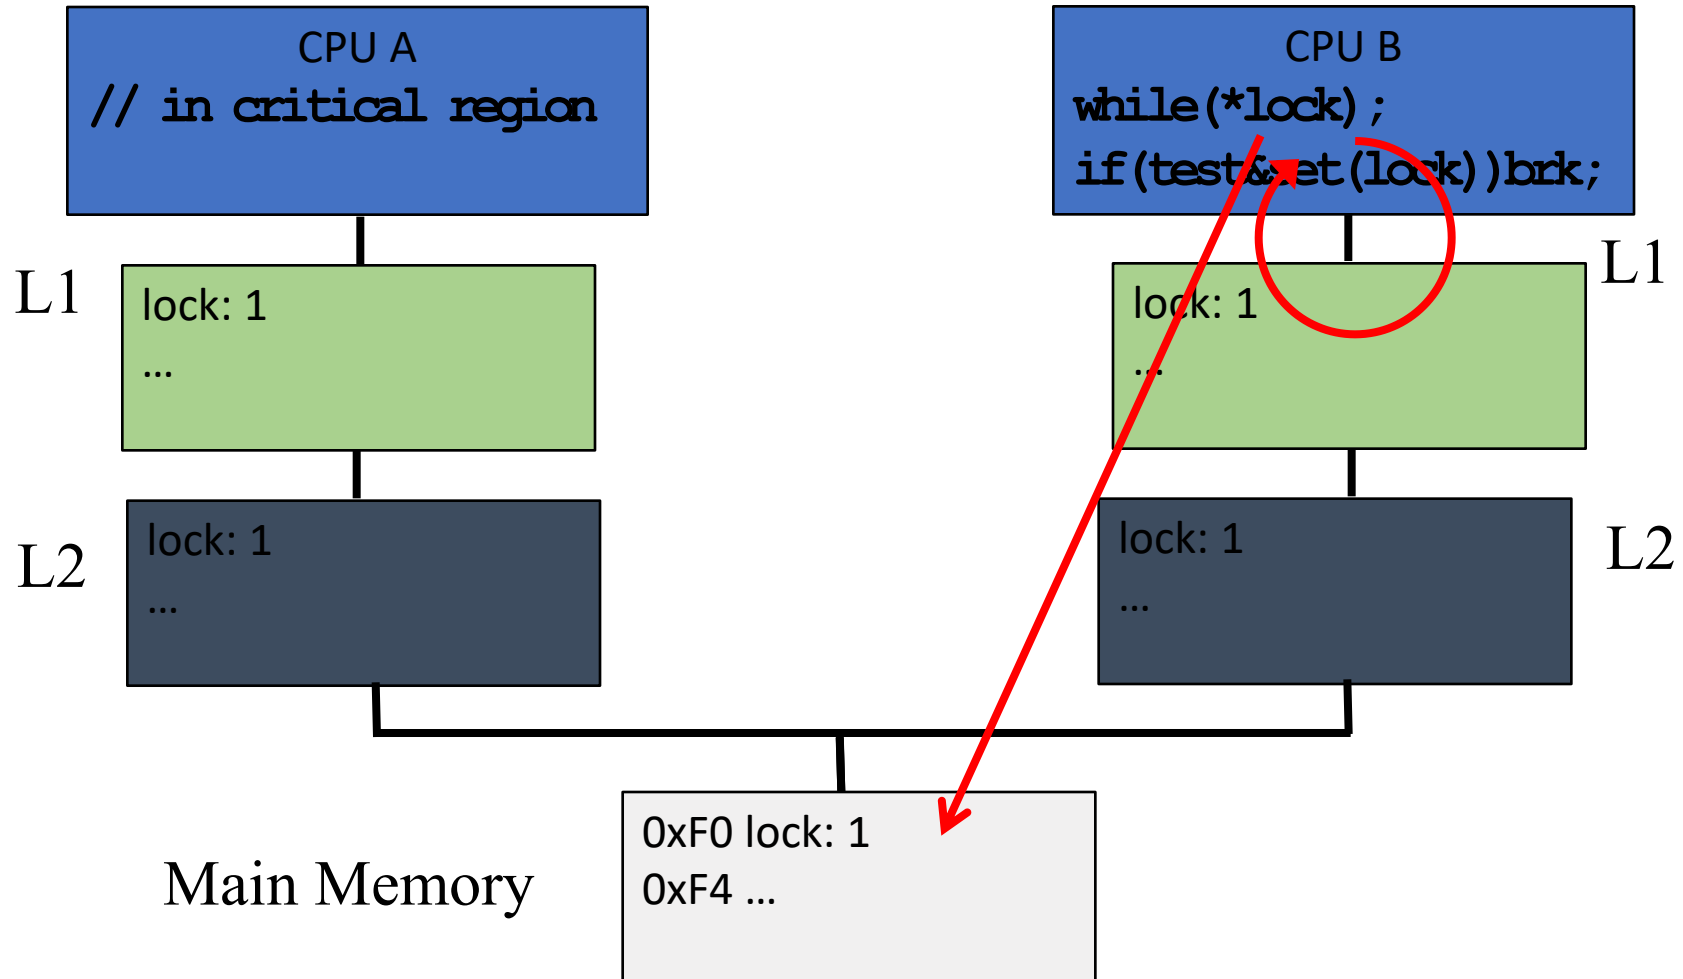 CPU A
// in critical region
CPU B
while(*lock);
if(test&set(lock))brk;
L1
lock: 1
...
L1
lock: 1
...
L2
lock: 1
...
L2
lock: 1
...
Main Memory
0xF0 lock: 1
0xF4 ...